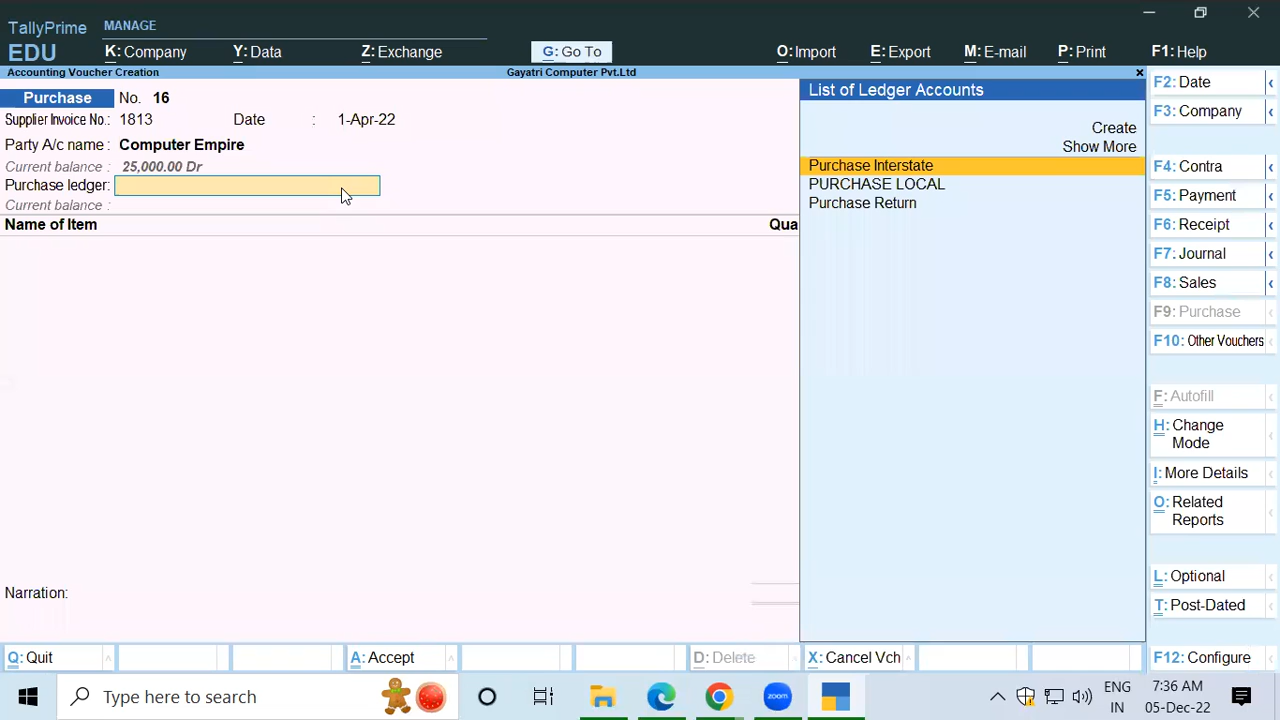 TallyPrime
EDU
MANAGE
K: Company
Y: Data
Z: Exchange
G: Go To
O: Import
E: Export
M: E-mail
P: Print
F1: Help
Accounting Voucher Creation
Gayatri Computer Pvt.Ltd
Purchase No. 16
Supplier Invoice No.: 1813 Date : 1-Apr-22
Party A/c name : Computer Empire
Current balance : 25,000.00 Dr
Purchase ledger:
Current balance :
Name of Item Qua
Narration:
List of Ledger Accounts
Create
Show More
Purchase Interstate
PURCHASE LOCAL
Purchase Return
F2: Date
F3: Company
F4: Contra
F5: Payment
F6: Receipt
F7: Journal
F8: Sales
F9: Purchase
F10: Other Vouchers
F: Autofill
H: Change
Mode
I: More Details
O: Related
Reports
L: Optional
T: Post-Dated
Q: Quit
A: Accept
D: Delete
X: Cancel Vch
F12: Configure
Type here to search
zoom
ENG
IN
7:36 AM
05-Dec-22